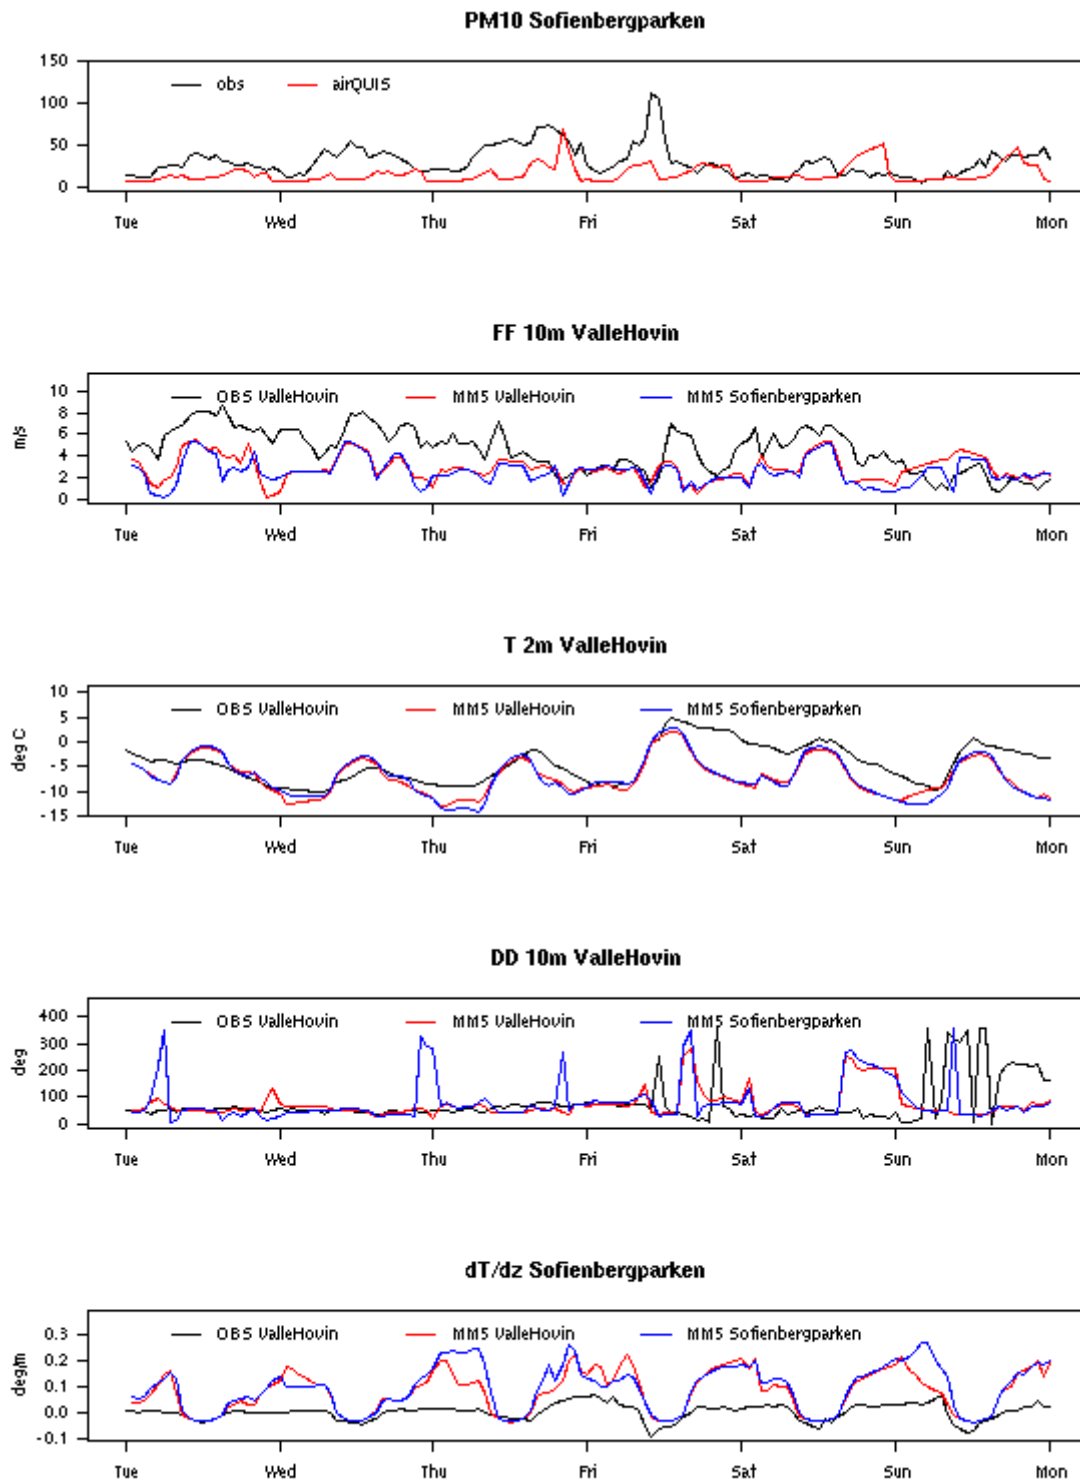 PM10 Sofienbergparken
150
obs airQUIS
100
50
0
Tue Wed Thu Fri Sat Sun Mon
FF 10m ValleHovin
10
OBS ValleHovin MM5 ValleHovin MM5 Sofienbergparken
8
m/s
6
4
2
0
Tue Wed Thu Fri Sat Sun Mon
T 2m ValleHovin
10
OBS ValleHovin MM5 ValleHovin MM5 Sofienbergparken
5
deg C
0
-5
-10
-15
Tue Wed Thu Fri Sat Sun Mon
DD 10m ValleHovin
400
OBS ValleHovin MM5 ValleHovin MM5 Sofienbergparken
300
deg
200
100
0
Tue Wed Thu Fri Sat Sun Mon
dT/dz Sofienbergparken
0.3
OBS ValleHovin MM5 ValleHovin MM5 Sofienbergparken
0.2
deg/m
0.1
0.0
-0.1
Tue Wed Thu Fri Sat Sun Mon